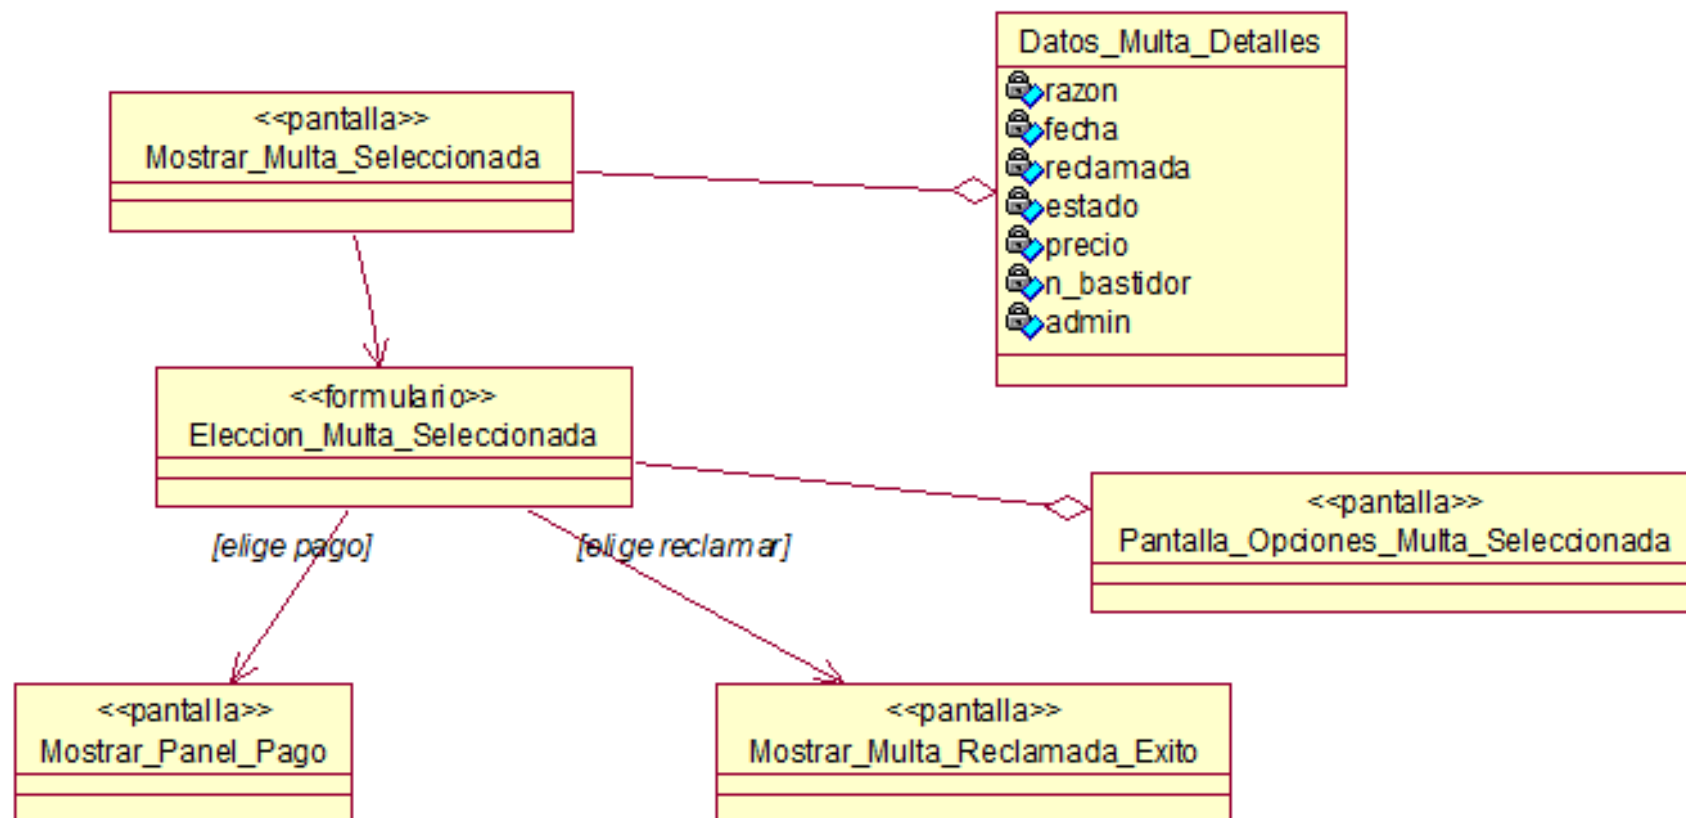 Datos_Multa_Detalles
razon
fecha
reclamada
estado
precio
n_bastidor
admin
<<pantalla>>
Mostrar_Multa_Seleccionada
<<formulario>>
Eleccion_Multa_Seleccionada
<<pantalla>>
Pantalla_Opciones_Multa_Seleccionada
[elige pago]
[elige reclamar]
<<pantalla>>
Mostrar_Panel_Pago
<<pantalla>>
Mostrar_Multa_Reclamada_Exito